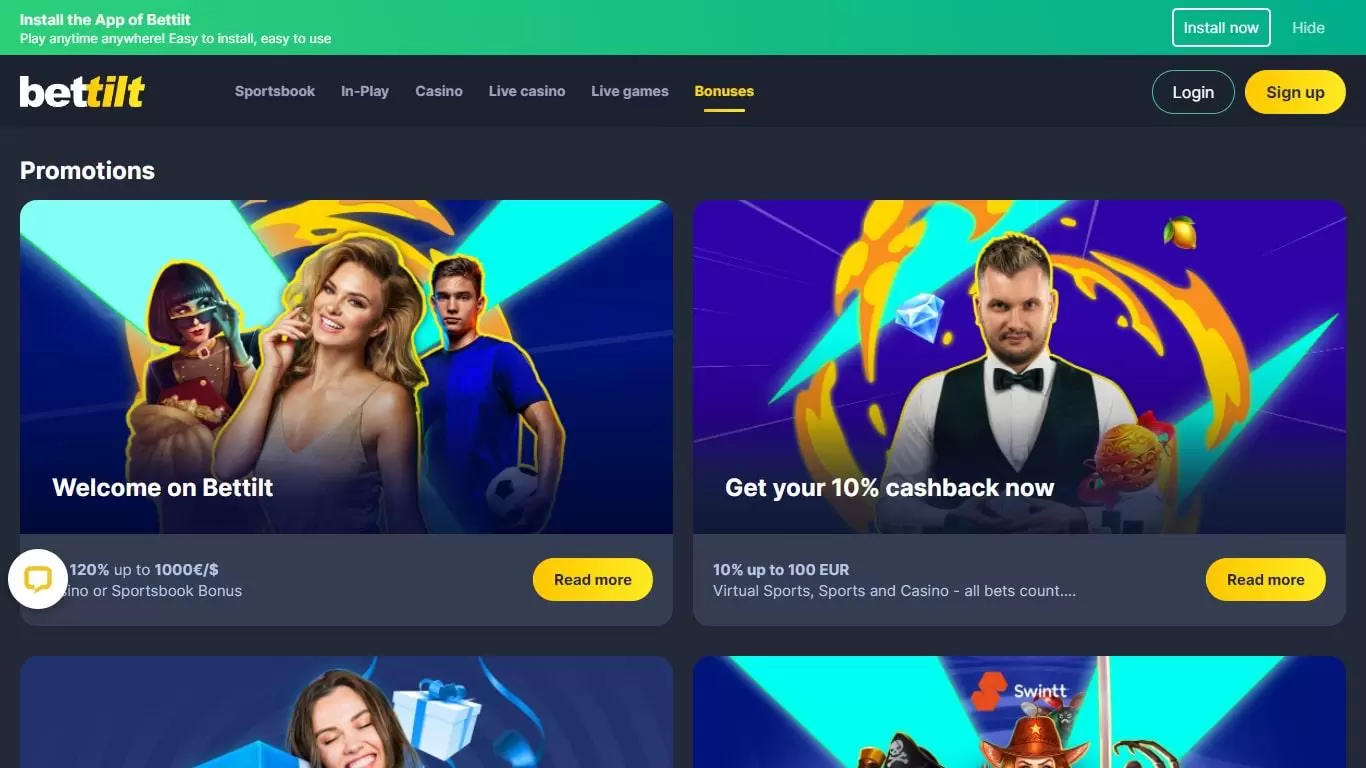 Install the App of Bettilt
Play anytime anywhere! Easy to install, easy to use
Install now
Hide
bettilt
Sportsbook
In-Play
Casino
Live casino
Live games
Bonuses
Login
Sign up
Promotions
Welcome on Bettilt
120% up to 1000€/$
or Sportsbook Bonus
Read more
Get your 10% cashback now
10% up to 100 EUR
Virtual Sports, Sports and Casino - all bets count....
Read more
Swintt